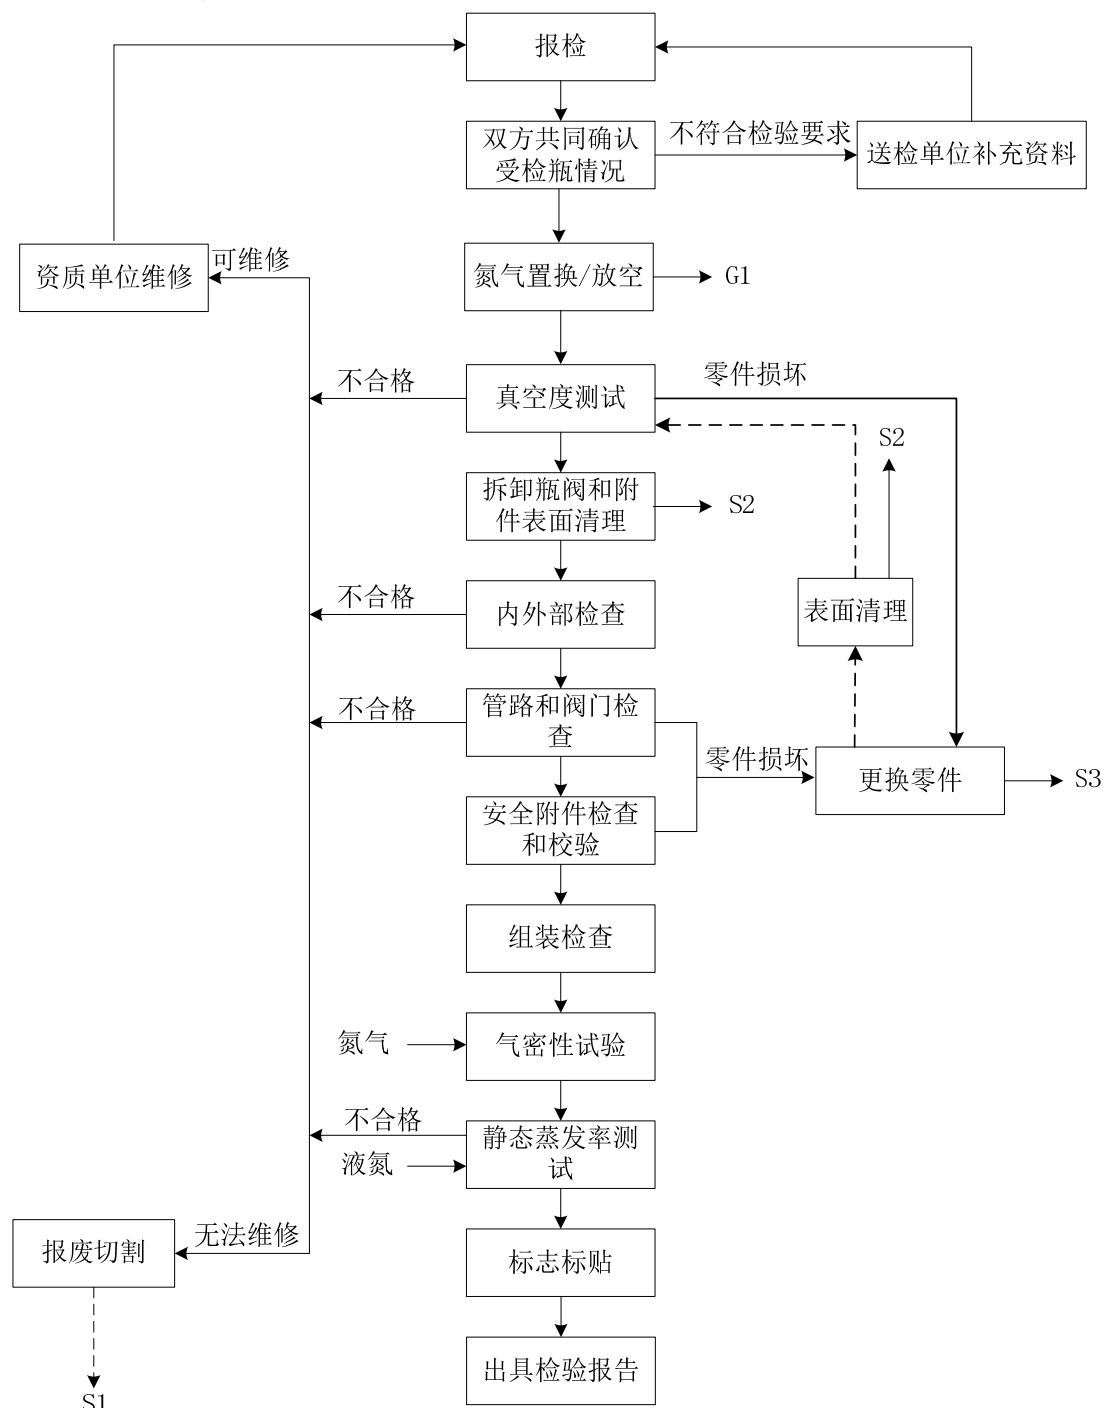 报检
双方共同确认
受检瓶情况
不符合检验要求
送检单位补充资料
资质单位维修
可维修
氮气置换/放空
G1
不合格
真空度测试
零件损坏
S2
拆卸瓶阀和附
件表面清理
S2
不合格
内外部检查
表面清理
不合格
管路和阀门检
查
零件损坏
更换零件
S3
安全附件检查
和校验
组装检查
氮气
气密性试验
不合格
静态蒸发率测
试
液氮
报废切割
无法维修
标志标贴
出具检验报告
S1